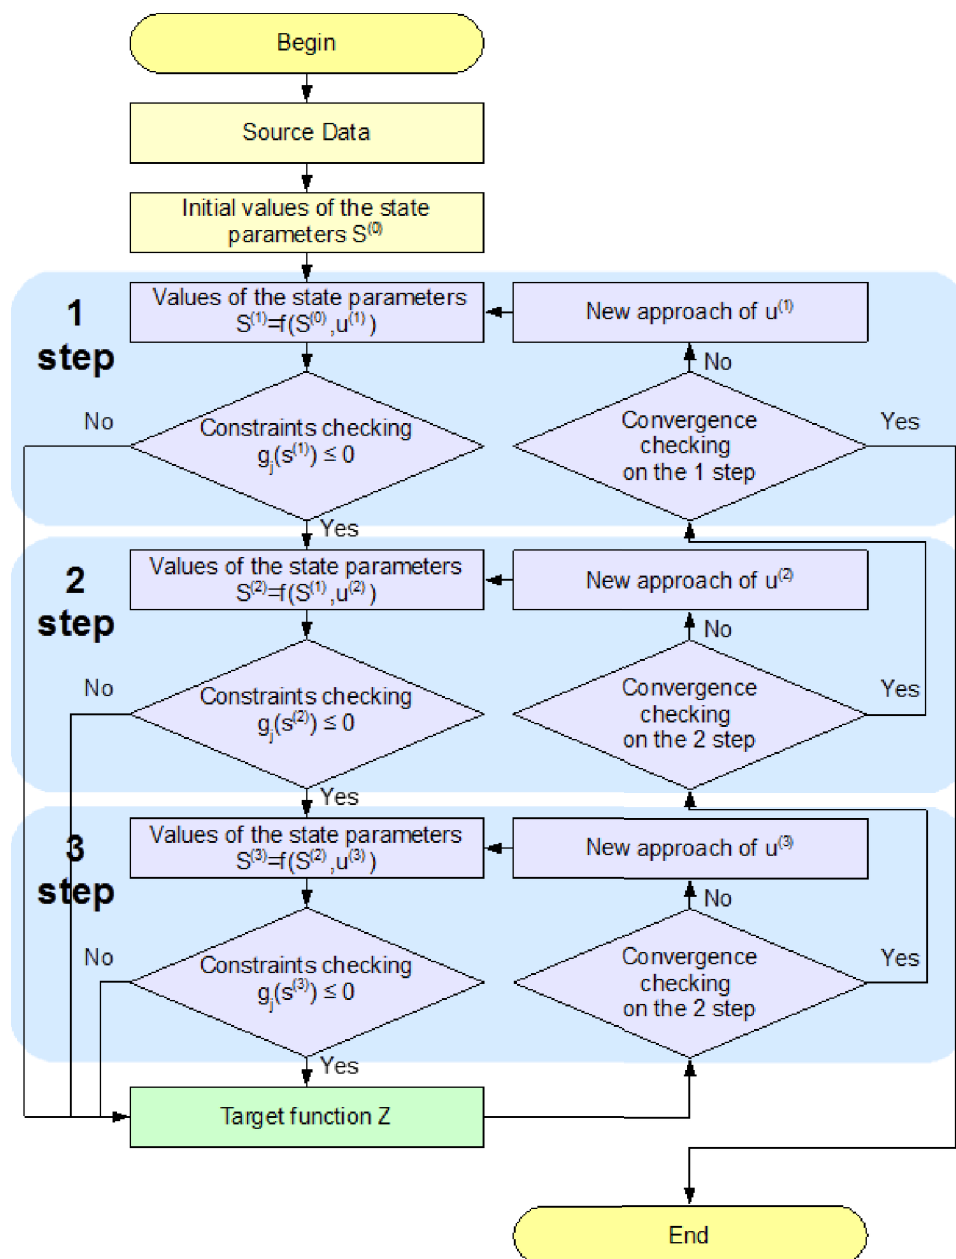 Begin
Source Data
Initial values of the state
parameters S⁽⁰⁾
1
step
Values of the state parameters
S⁽¹⁾=f(S⁽⁰⁾,u⁽¹⁾)
New approach of u⁽¹⁾
No
No
Constraints checking
gⱼ(s⁽¹⁾) ≤ 0
Convergence
checking
on the 1 step
Yes
Yes
2
step
Values of the state parameters
S⁽²⁾=f(S⁽¹⁾,u⁽²⁾)
New approach of u⁽²⁾
No
No
Constraints checking
gⱼ(s⁽²⁾) ≤ 0
Convergence
checking
on the 2 step
Yes
Yes
3
step
Values of the state parameters
S⁽³⁾=f(S⁽²⁾,u⁽³⁾)
New approach of u⁽³⁾
No
No
Constraints checking
gⱼ(s⁽³⁾) ≤ 0
Convergence
checking
on the 2 step
Yes
Yes
Target function Z
End